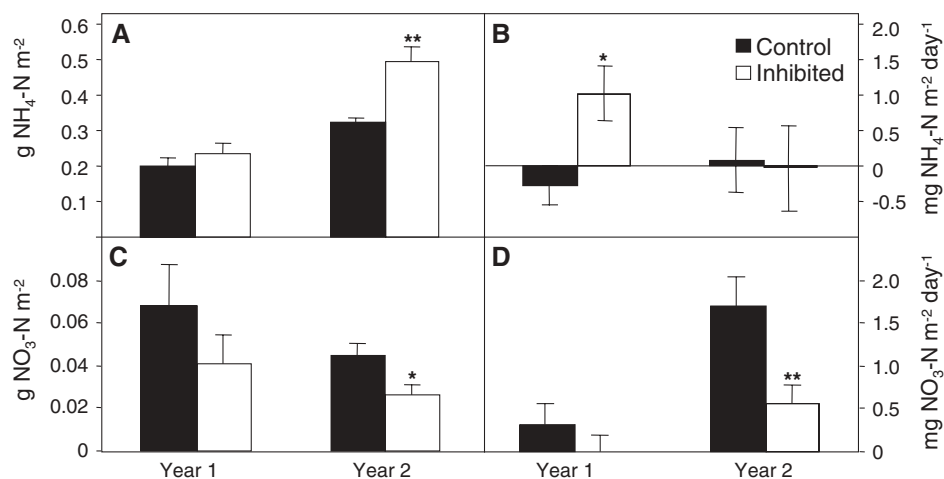 A
g NH₄-N m⁻²
0.6
0.5
0.4
0.3
0.2
0.1
**
B
*
Control
Inhibited
2.0
1.5
1.0
0.5
0
-0.5
mg NH₄-N m⁻² day⁻¹
C
g NO₃-N m⁻²
0.08
0.06
0.04
0.02
0
*
Year 1
Year 2
D
**
2.0
1.5
1.0
0.5
0
mg NO₃-N m⁻² day⁻¹
Year 1
Year 2